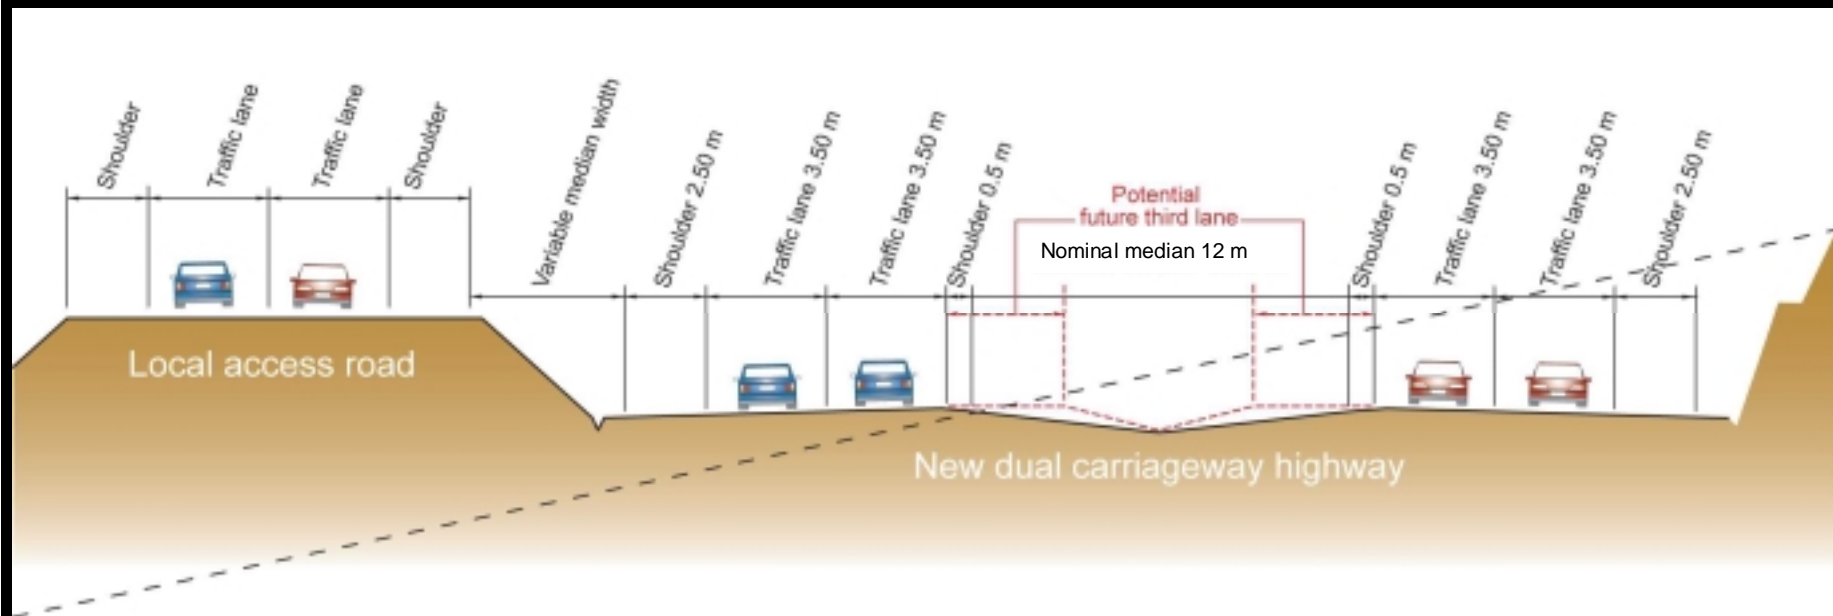 Shoulder
Traffic lane
Traffic lane
Shoulder
Variable median width
Shoulder 2.50 m
Traffic lane 3.50 m
Traffic lane 3.50 m
Shoulder 0.5 m
Potential
future third lane
Nominal median 12 m
Shoulder 0.5 m
Traffic lane 3.50 m
Traffic lane 3.50 m
Shoulder 2.50 m
Local access road
New dual carriageway highway